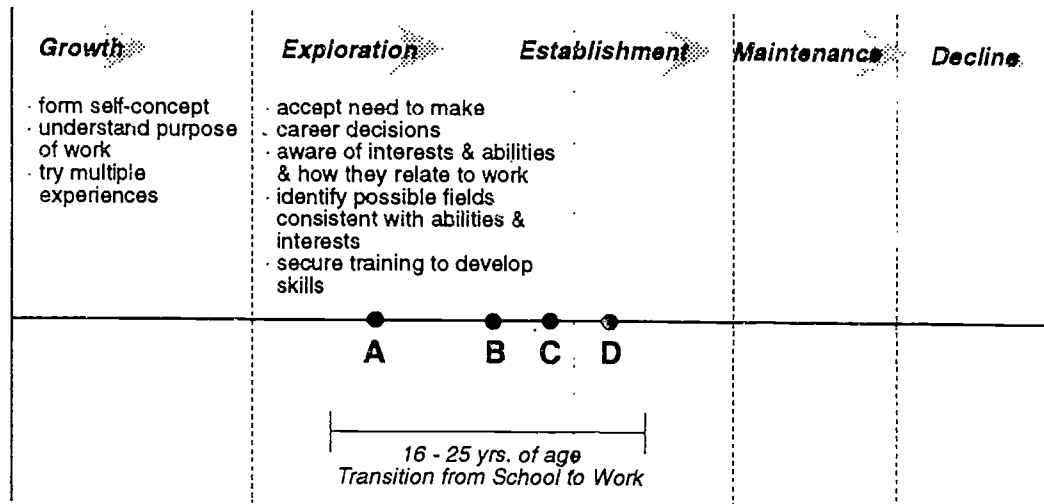 Growth
Exploration
Establishment
Maintenance
Decline
· form self-concept
· understand purpose
of work
· try multiple
experiences
· accept need to make
career decisions
· aware of interests & abilities
& how they relate to work
· identify possible fields
consistent with abilities &
interests
· secure training to develop
skills
A B C D
16 - 25 yrs. of age
Transition from School to Work